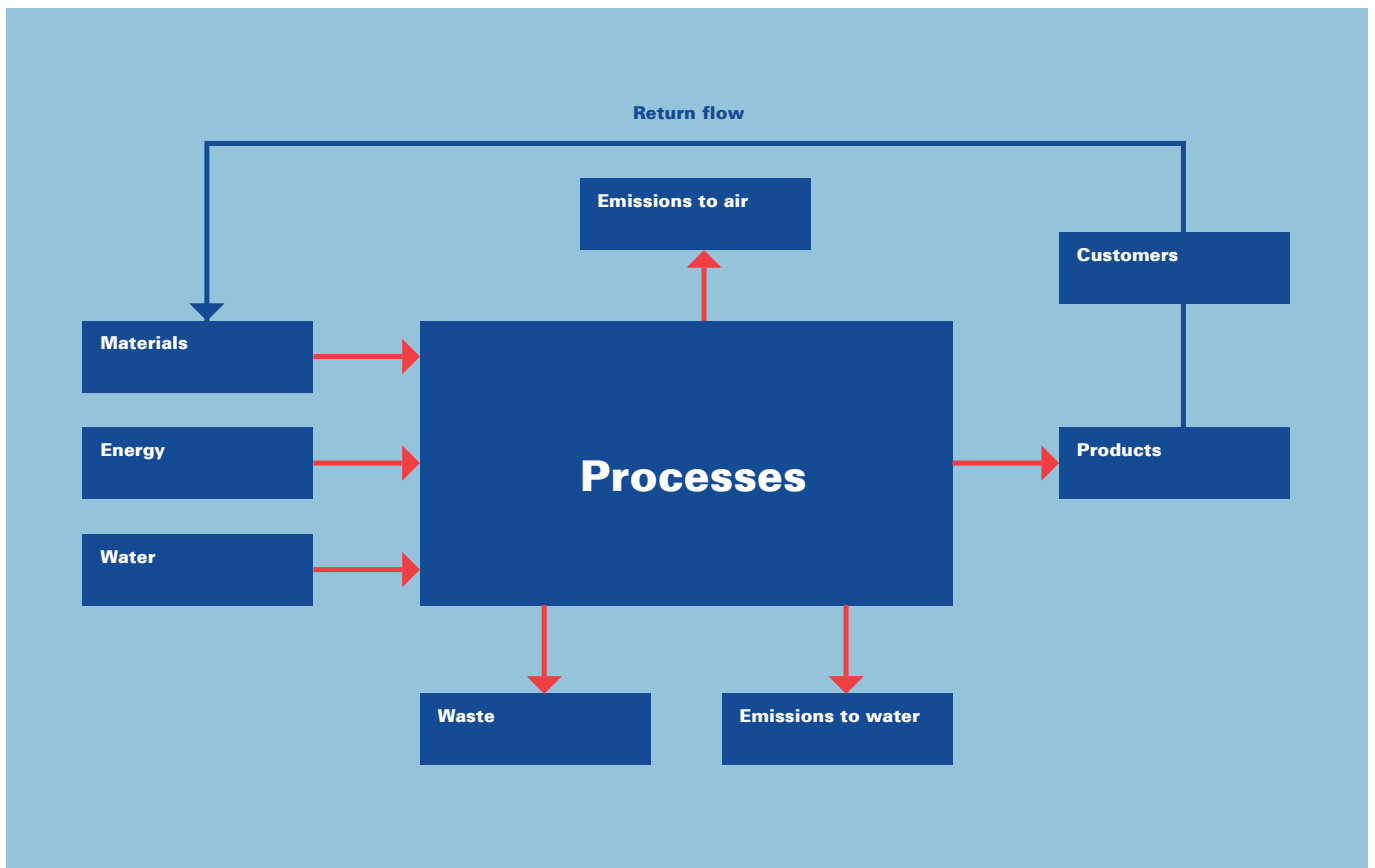 Return flow
Emissions to air
Customers
Materials
Energy
Processes
Products
Water
Waste
Emissions to water